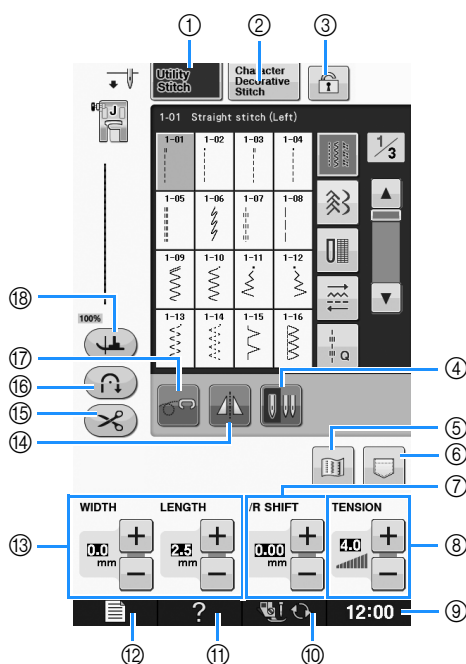 ① ② ③
Utility
Stitch
Character
Decorative
Stitch
J
1-01 Straight stitch (Left)
1-01 1-02 1-03 1-04
1/3
1-05 1-06 1-07 1-08
1-09 1-10 1-11 1-12
1-13 1-14 1-15 1-16
Q
100%
⑱
⑰
⑯
⑮
⑭
④
⑤
⑥
⑦
WIDTH LENGTH /R SHIFT TENSION
0.0 mm + −
2.5 mm + −
0.00 mm + −
4.0 + −
⑬
⑧
? 12:00
⑨
⑫ ⑪ ⑩